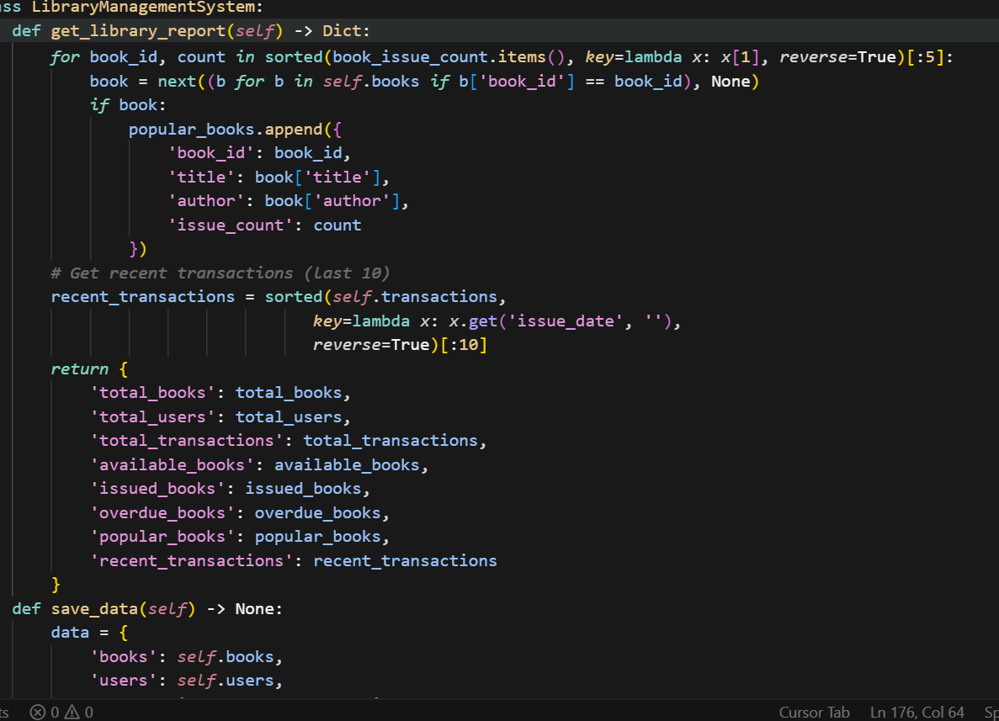 ss LibraryManagementSystem:
def get_library_report(self) -> Dict:
for book_id, count in sorted(book_issue_count.items(), key=lambda x: x[1], reverse=True)[:5]:
book = next((b for b in self.books if b['book_id'] == book_id), None)
if book:
popular_books.append({
'book_id': book_id,
'title': book['title'],
'author': book['author'],
'issue_count': count
})
# Get recent transactions (last 10)
recent_transactions = sorted(self.transactions,
key=lambda x: x.get('issue_date', ''),
reverse=True)[:10]
return {
'total_books': total_books,
'total_users': total_users,
'total_transactions': total_transactions,
'available_books': available_books,
'issued_books': issued_books,
'overdue_books': overdue_books,
'popular_books': popular_books,
'recent_transactions': recent_transactions
}
def save_data(self) -> None:
data = {
'books': self.books,
'users': self.users,
ts 0 0 Cursor Tab Ln 176, Col 64 Sp